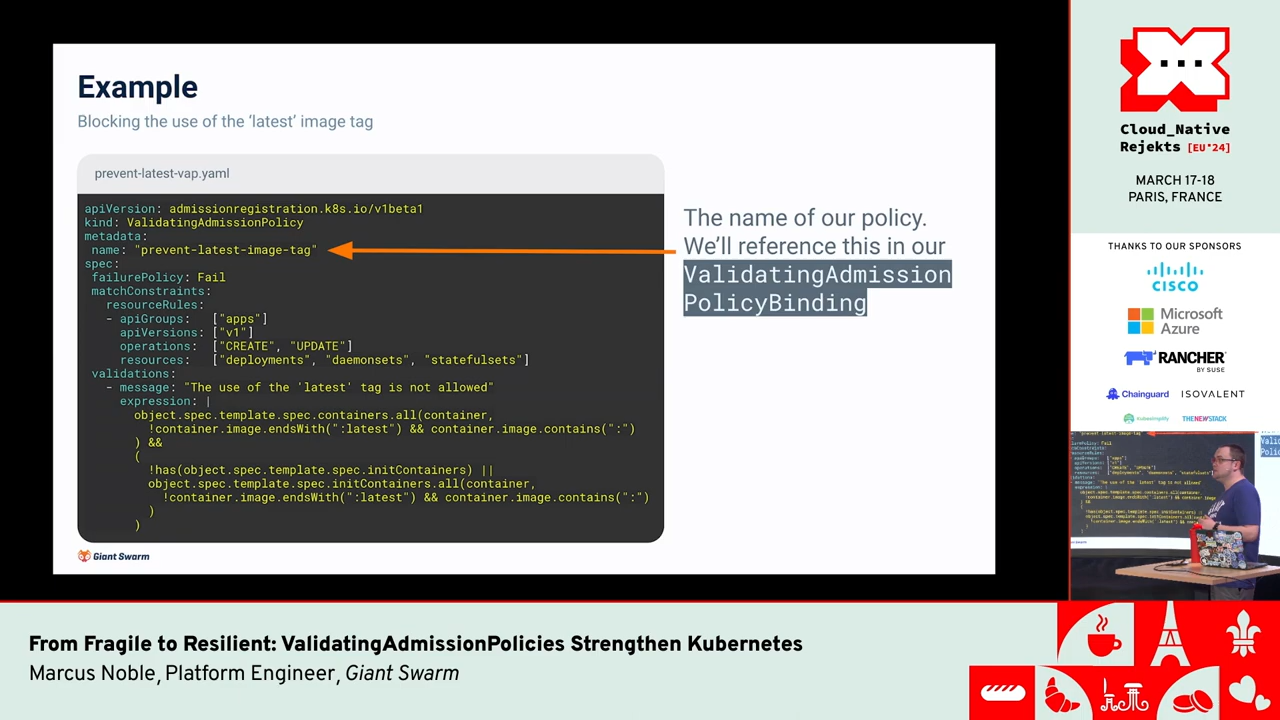 Example
Blocking the use of the ‘latest’ image tag
prevent-latest-vap.yaml
apiVersion: admissionregistration.k8s.io/v1beta1
kind: ValidatingAdmissionPolicy
metadata:
name: "prevent-latest-image-tag"
spec:
failurePolicy: Fail
matchConstraints:
resourceRules:
- apiGroups: ["apps"]
apiVersions: ["v1"]
operations: ["CREATE", "UPDATE"]
resources: ["deployments", "daemonsets", "statefulsets"]
validations:
- message: "The use of the 'latest' tag is not allowed"
expression: |
object.spec.template.spec.containers.all(container,
!container.image.endsWith(":latest") && container.image.contains(":")
) &&
(
!has(object.spec.template.spec.initContainers) ||
object.spec.template.spec.initContainers.all(container,
!container.image.endsWith(":latest") && container.image.contains(":")
)
)
Giant Swarm
The name of our policy.
We’ll reference this in our
ValidatingAdmission
PolicyBinding
Cloud_Native
Rejekts [EU*24]
MARCH 17-18
PARIS, FRANCE
THANKS TO OUR SPONSORS
CISCO
Microsoft
Azure
RANCHER
BY SUSE
Chainguard ISOVALENT
Kubesimplify THENEWSTACK
From Fragile to Resilient: ValidatingAdmissionPolicies Strengthen Kubernetes
Marcus Noble, Platform Engineer, Giant Swarm